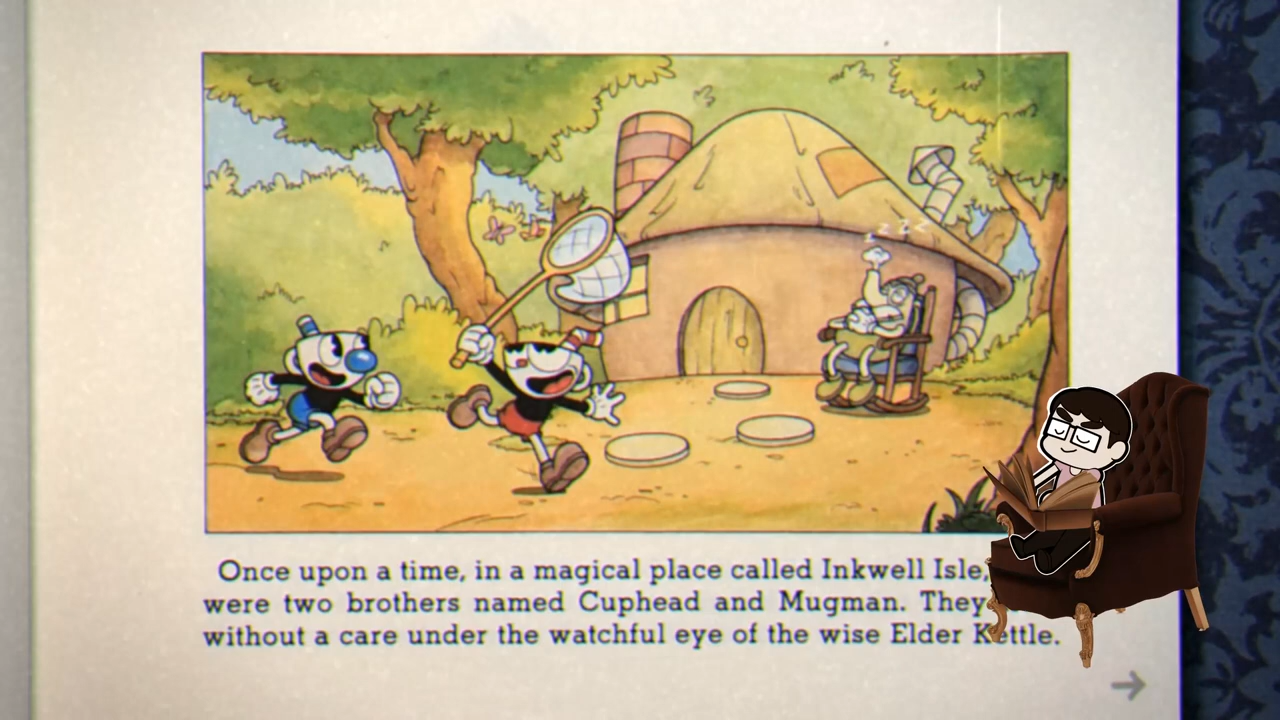 z z Z Z
Once upon a time, in a magical place called Inkwell Isle,
were two brothers named Cuphead and Mugman. They
without a care under the watchful eye of the wise Elder Kettle.